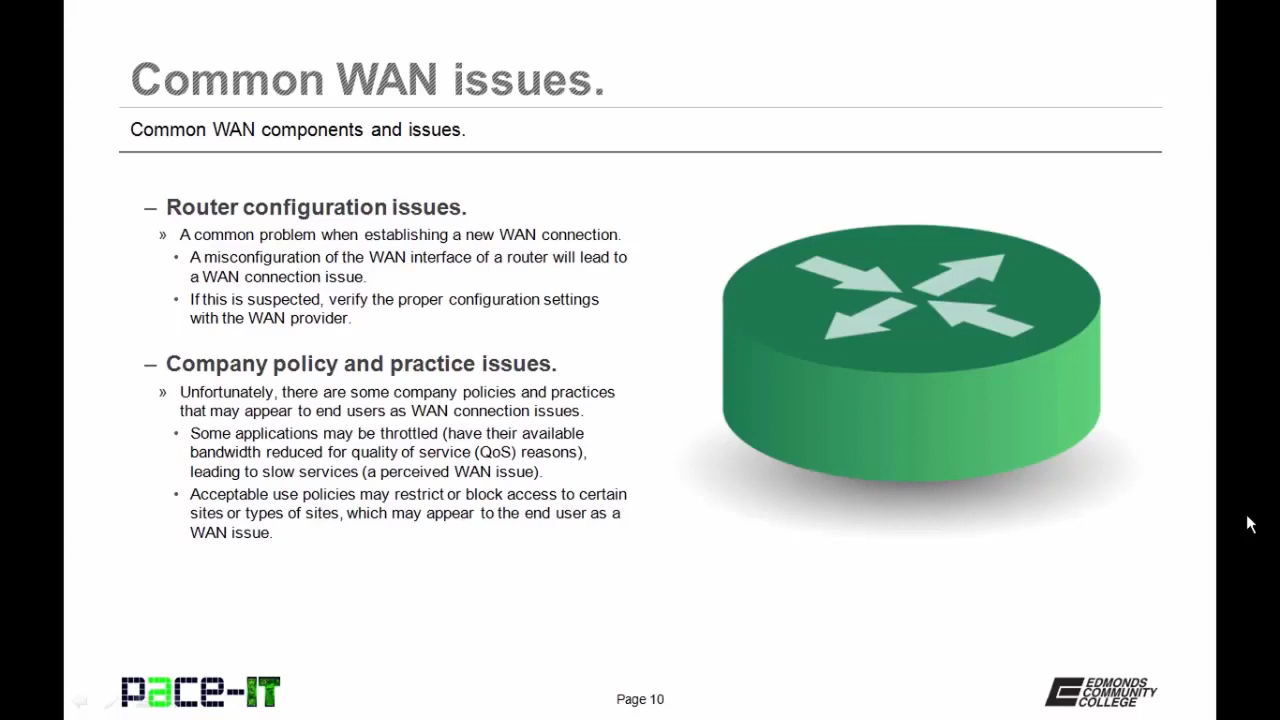 Common WAN issues.
Common WAN components and issues.
– Router configuration issues.
» A common problem when establishing a new WAN connection.
• A misconfiguration of the WAN interface of a router will lead to
a WAN connection issue.
• If this is suspected, verify the proper configuration settings
with the WAN provider.
– Company policy and practice issues.
» Unfortunately, there are some company policies and practices
that may appear to end users as WAN connection issues.
• Some applications may be throttled (have their available
bandwidth reduced for quality of service (QoS) reasons),
leading to slow services (a perceived WAN issue).
• Acceptable use policies may restrict or block access to certain
sites or types of sites, which may appear to the end user as a
WAN issue.
pace-IT
Page 10
EDMONDS
COMMUNITY
COLLEGE